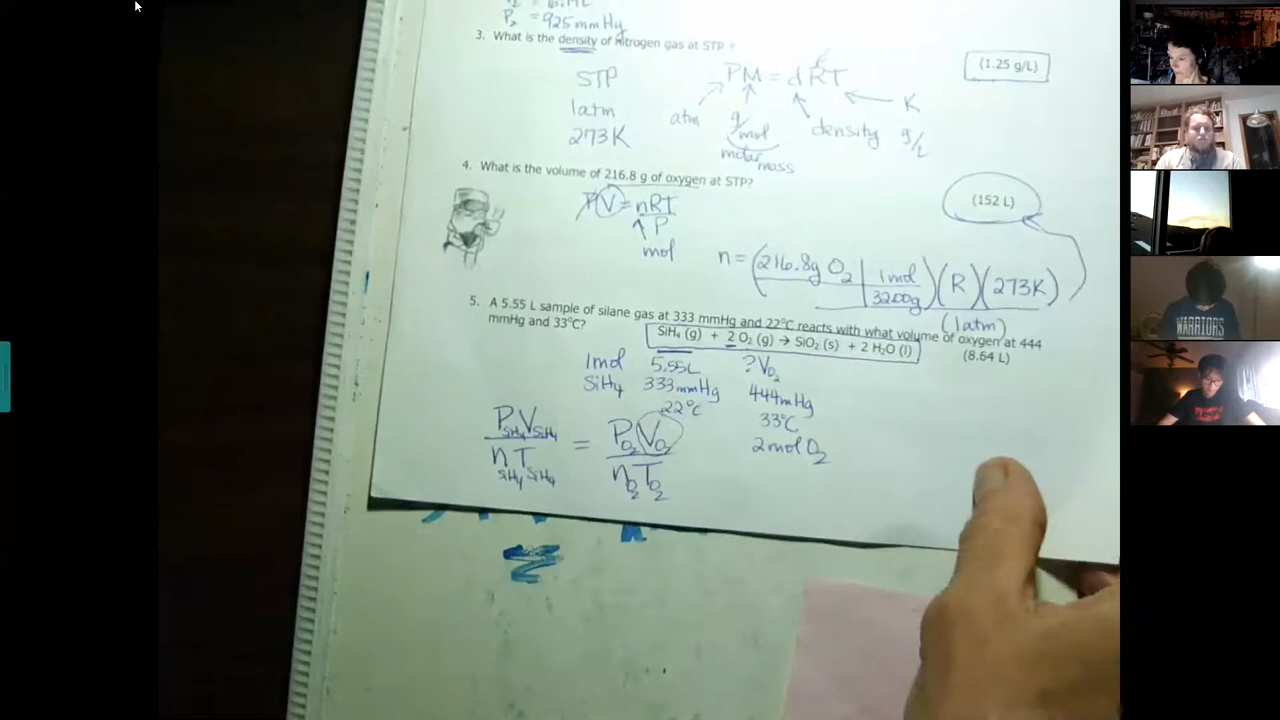 P₂ = 925mmHg
3. What is the density of nitrogen gas at STP ?
(1.25 g/L)
STP
1atm
273K
PM = dRT
atm
g/mol
molar mass
density g/L
K
4. What is the volume of 216.8 g of oxygen at STP?
(152 L)
PV = nRT
P
mol
n = (216.8g O₂ | 1mol / 32.00g)(R)(273K)
(1atm)
5. A 5.55 L sample of silane gas at 333 mmHg and 22°C reacts with what volume of oxygen at 444
mmHg and 33°C?
SiH₄ (g) + 2 O₂ (g) → SiO₂ (s) + 2 H₂O (l)
(8.64 L)
1mol 5.55L ?V O₂
SiH₄ 333mmHg 444mHg
22°C 33°C
2mol O₂
P SiH₄ V SiH₄ = P O₂ V O₂
n SiH₄ T SiH₄ n O₂ T O₂
WARRIORS